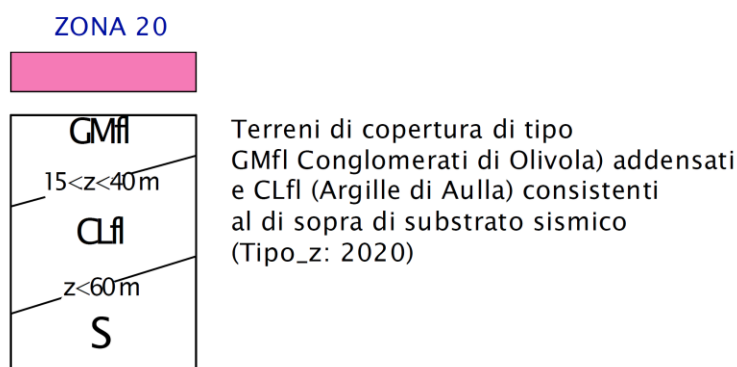 ZONA 20
GMfl
15<z<40m
CLfl
z<60m
S
Terreni di copertura di tipo
GMfl Conglomerati di Olivola) addensati
e CLfl (Argille di Aulla) consistenti
al di sopra di substrato sismico
(Tipo_z: 2020)